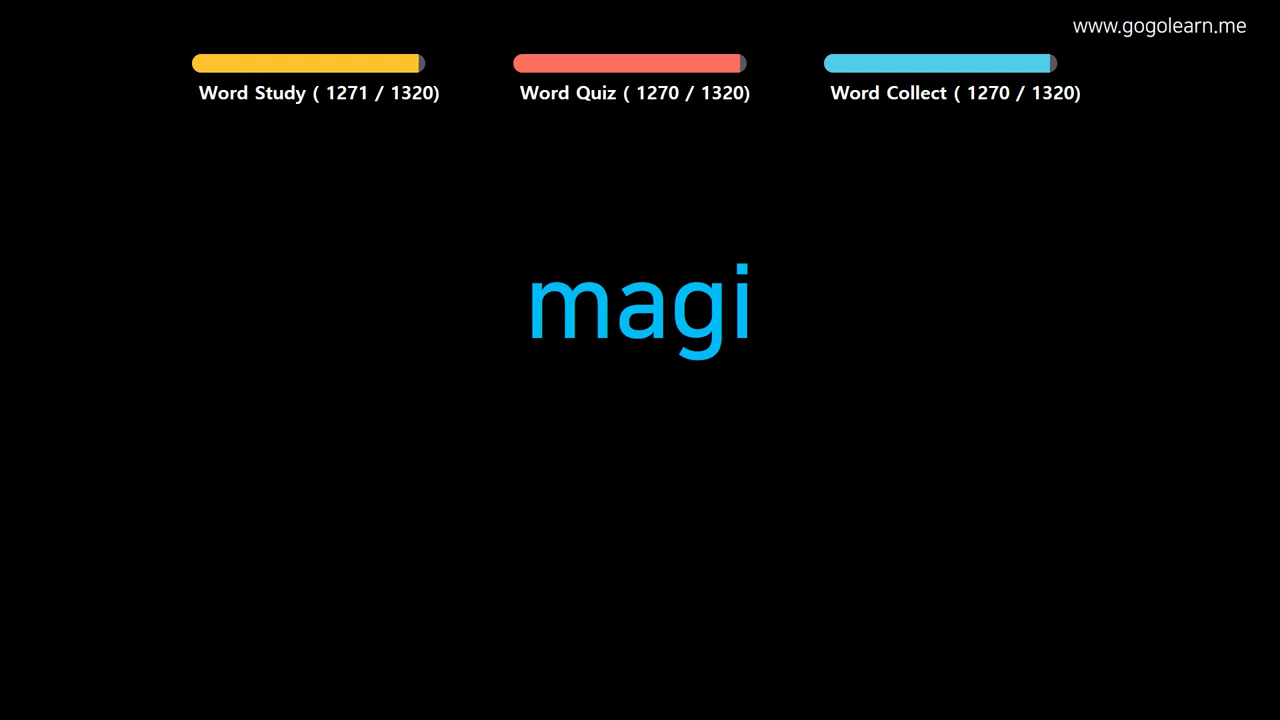 www.gogolearn.me
Word Study ( 1271 / 1320)
Word Quiz ( 1270 / 1320)
Word Collect ( 1270 / 1320)
magi